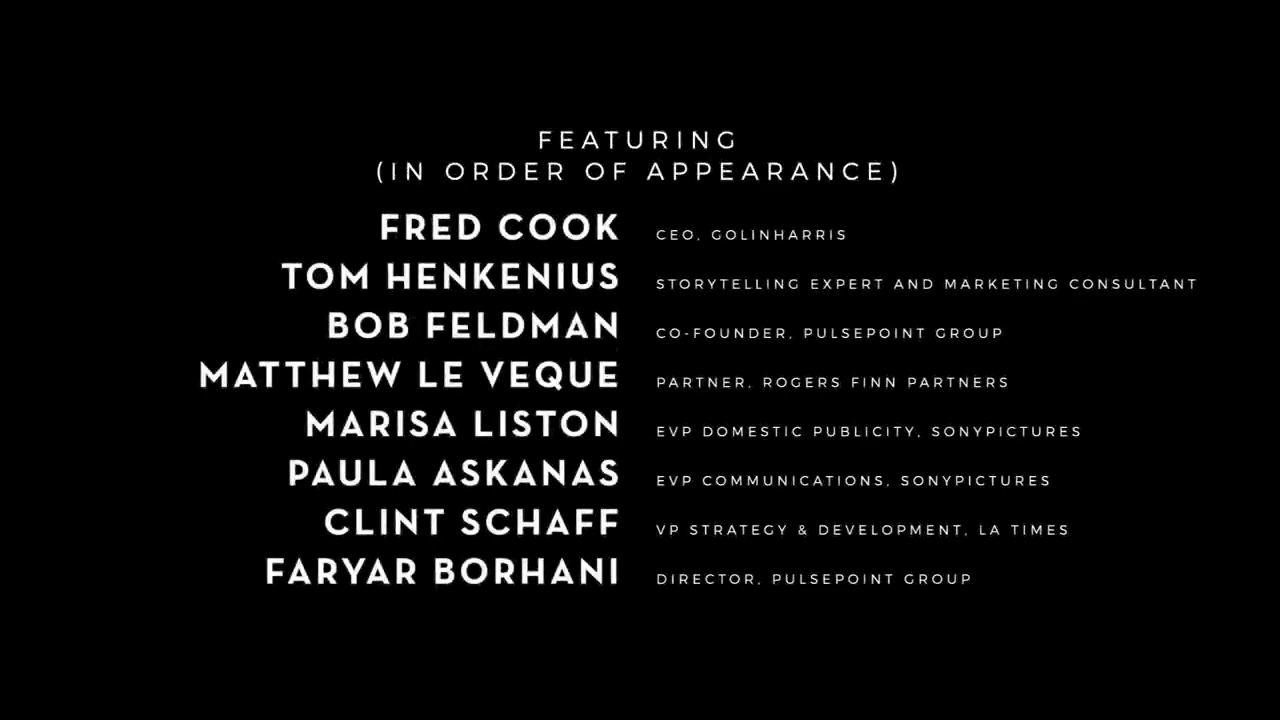 FEATURING
(IN ORDER OF APPEARANCE)
FRED COOK CEO, GOLINHARRIS
TOM HENKENIUS STORYTELLING EXPERT AND MARKETING CONSULTANT
BOB FELDMAN CO-FOUNDER, PULSEPOINT GROUP
MATTHEW LE VEQUE PARTNER, ROGERS FINN PARTNERS
MARISA LISTON EVP DOMESTIC PUBLICITY, SONYPICTURES
PAULA ASKANAS EVP COMMUNICATIONS, SONYPICTURES
CLINT SCHAFF VP STRATEGY & DEVELOPMENT, LA TIMES
FARYAR BORHANI DIRECTOR, PULSEPOINT GROUP